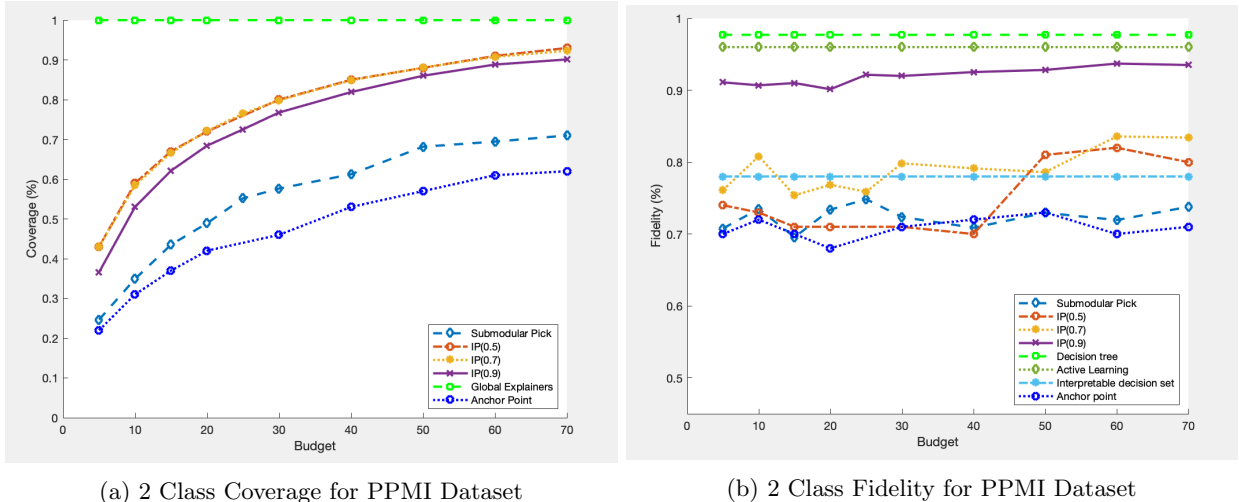 1
0.9
0.8
0.7
0.6
0.5
0.4
0.3
0.2
0.1
0
Coverage (%)
0 10 20 30 40 50 60 70
Budget
Submodular Pick
IP(0.5)
IP(0.7)
IP(0.9)
Global Explainers
Anchor Point
(a) 2 Class Coverage for PPMI Dataset
1
0.9
0.8
0.7
0.6
0.5
Fidelity (%)
0 10 20 30 40 50 60 70
Budget
Submodular Pick
IP(0.5)
IP(0.7)
IP(0.9)
Decision tree
Active Learning
Interpretable decision set
Anchor point
(b) 2 Class Fidelity for PPMI Dataset